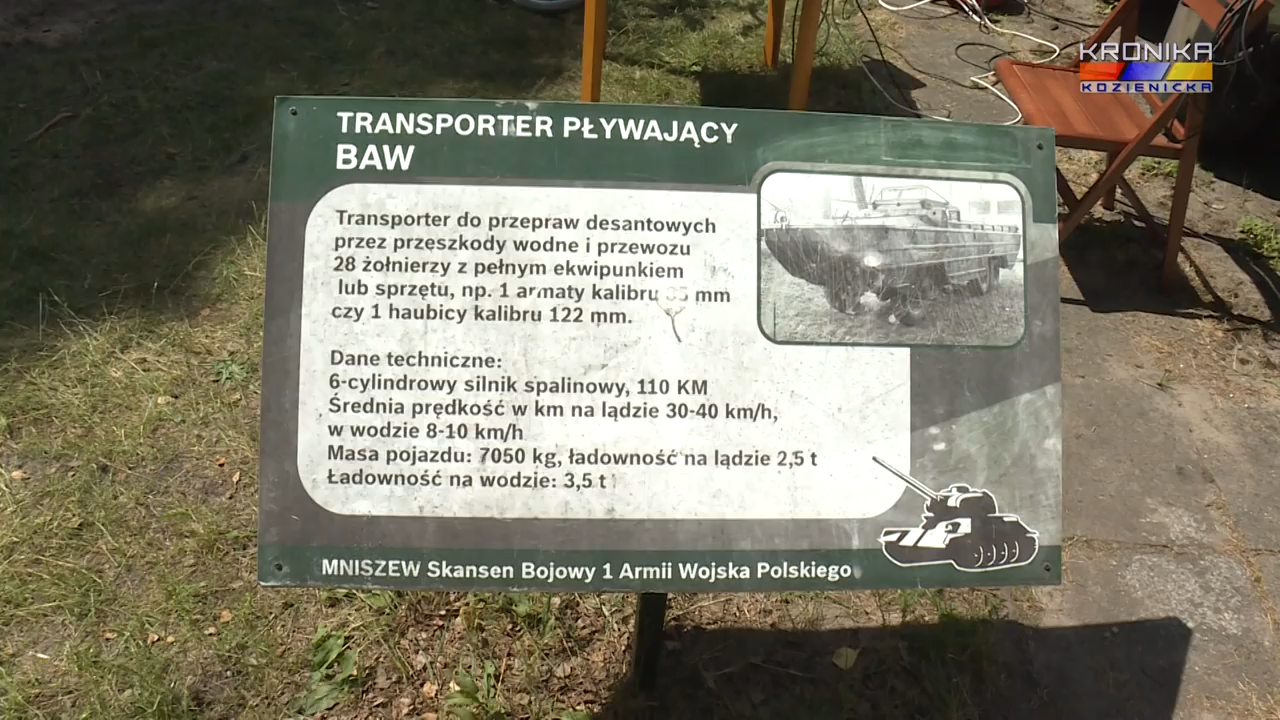 KRONIKA
KOZIENICKA
TRANSPORTER PŁYWAJĄCY
BAW
Transporter do przepraw desantowych
przez przeszkody wodne i przewozu
28 żołnierzy z pełnym ekwipunkiem
lub sprzętu, np. 1 armaty kalibru mm
czy 1 haubicy kalibru 122 mm.
Dane techniczne:
6-cylindrowy silnik spalinowy, 110 KM
Średnia prędkość w km na lądzie 30-40 km/h,
w wodzie 8-10 km/h
Masa pojazdu: 7050 kg, ładowność na lądzie 2,5 t
Ładowność na wodzie: 3,5 t
MNISZEW Skansen Bojowy 1 Armii Wojska Polskiego